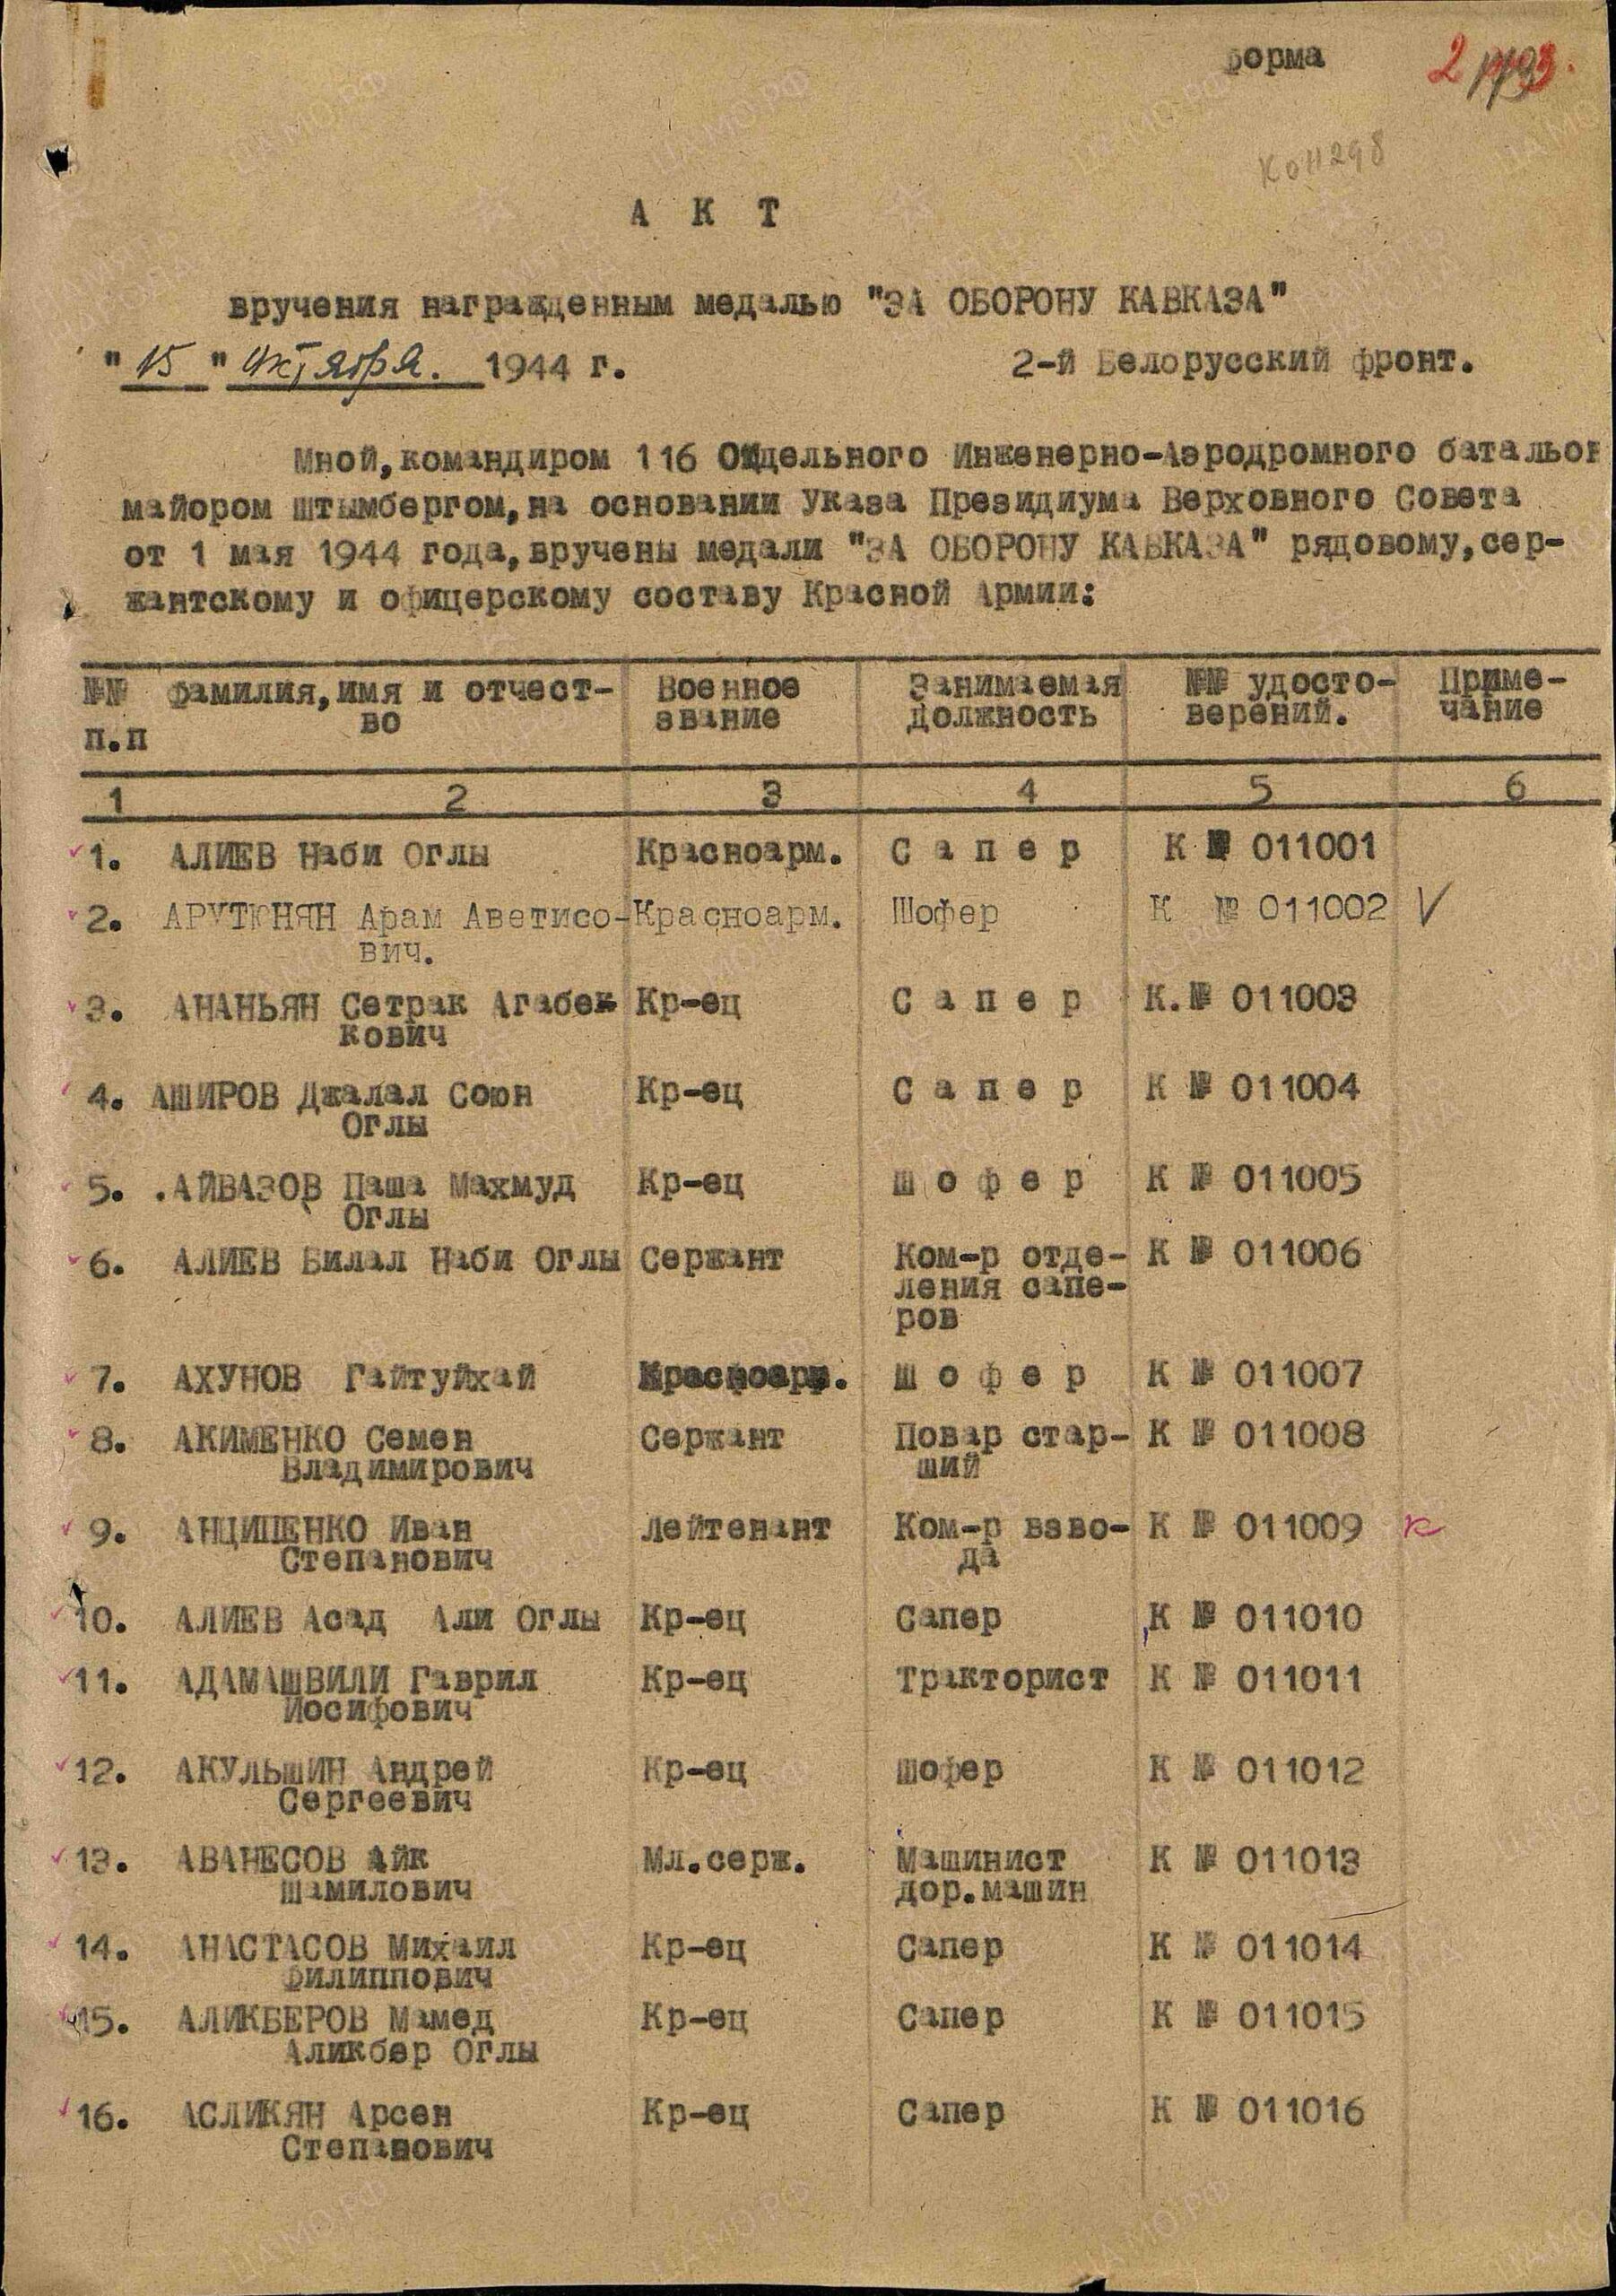 форма
К011298
А К Т
вручения награжденным медалью "ЗА ОБОРОНУ КАВКАЗА"
"15" октября. 1944 г. 2-й Белорусский фронт.
Мной, командиром 116 Отдельного Инженерно-Аэродромного батальон
майором Штымбергом, на основании Указа Президиума Верховного Совета
от 1 мая 1944 года, вручены медали "ЗА ОБОРОНУ КАВКАЗА" рядовому, сер-
жантскому и офицерскому составу Красной Армии:
№№ фамилия, имя и отчест- Военное Занимаемая №№ удосто- Приме-
п.п во звание должность верений. чание
1 2 3 4 5 6
1. АЛИЕВ Наби Оглы Красноарм. С а п е р К № 011001
2. АРУТЮНЯН Арам Аветисо- Красноарм. Шофер К № 011002 V
вич.
3. АНАНЬЯН Сетрак Агабек Кр-ец С а п е р К.№ 011003
кович
4. АШИРОВ Джалал Союн Кр-ец С а п е р К № 011004
Оглы
5. .АЙВАЗОВ Паша Махмуд Кр-ец Ш о ф е р К № 011005
Оглы
6. АЛИЕВ Билал Наби Оглы Сержант Ком-р отде- К № 011006
ления сапе-
ров
7. АХУНОВ Гайтуйхай Красноарм. Ш о ф е р К № 011007
8. АКИМЕНКО Семен Сержант Повар стар- К № 011008
Владимирович ший
9. АНЦИПЕНКО Иван Лейтенант Ком-р взво- К № 011009 к
Степанович да
10. АЛИЕВ Асад Али Оглы Кр-ец Сапер К № 011010
11. АДАМАШВИЛИ Гаврил Кр-ец Тракторист К № 011011
Иосифович
12. АКУЛЬШИН Андрей Кр-ец Шофер К № 011012
Сергеевич
13. АВАНЕСОВ Айк Мл.серж. Машинист К № 011013
Шамилович дор.машин
14. АНАСТАСОВ Михаил Кр-ец Сапер К № 011014
Филиппович
15. АЛИКБЕРОВ Мамед Кр-ец Сапер К № 011015
Аликбер Оглы
16. АСЛИКЯН Арсен Кр-ец Сапер К № 011016
Степанович